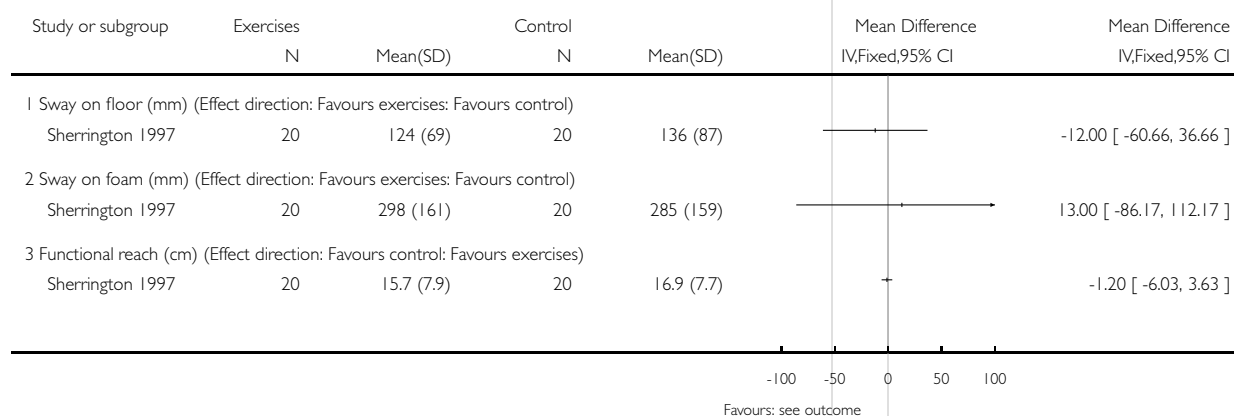 Study or subgroup Exercises Control Mean Difference Mean Difference
N Mean(SD) N Mean(SD) IV,Fixed,95% CI IV,Fixed,95% CI
1 Sway on floor (mm) (Effect direction: Favours exercises: Favours control)
Sherrington 1997 20 124 (69) 20 136 (87) -12.00 [ -60.66, 36.66 ]
2 Sway on foam (mm) (Effect direction: Favours exercises: Favours control)
Sherrington 1997 20 298 (161) 20 285 (159) 13.00 [ -86.17, 112.17 ]
3 Functional reach (cm) (Effect direction: Favours control: Favours exercises)
Sherrington 1997 20 15.7 (7.9) 20 16.9 (7.7) -1.20 [ -6.03, 3.63 ]
-100 -50 0 50 100
Favours: see outcome